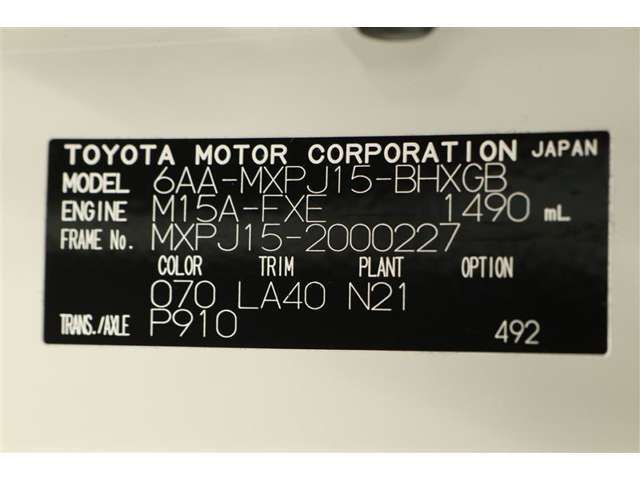 TOYOTA MOTOR CORPORATION JAPAN
MODEL 6AA-MXPJ15-BHXGB
ENGINE M15A-FXE 1490 mL
FRAME No. MXPJ15-2000227
COLOR TRIM PLANT OPTION
070 LA40 N21
TRANS./AXLE P910 492